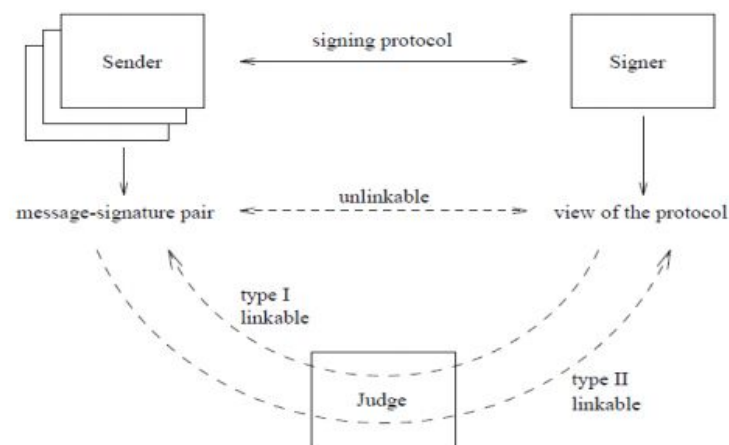 signing protocol
Sender
Signer
unlinkable
message-signature pair
view of the protocol
type I
linkable
type II
linkable
Judge